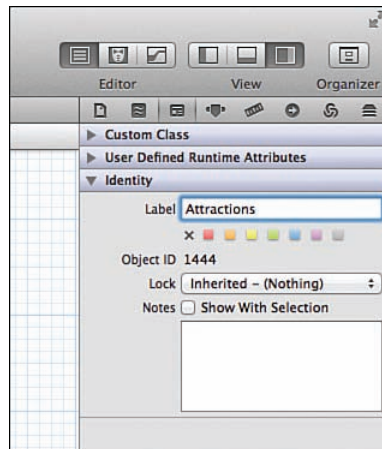 Editor View Organizer
Custom Class
User Defined Runtime Attributes
Identity
Label Attractions
Object ID 1444
Lock Inherited - (Nothing)
Notes Show With Selection